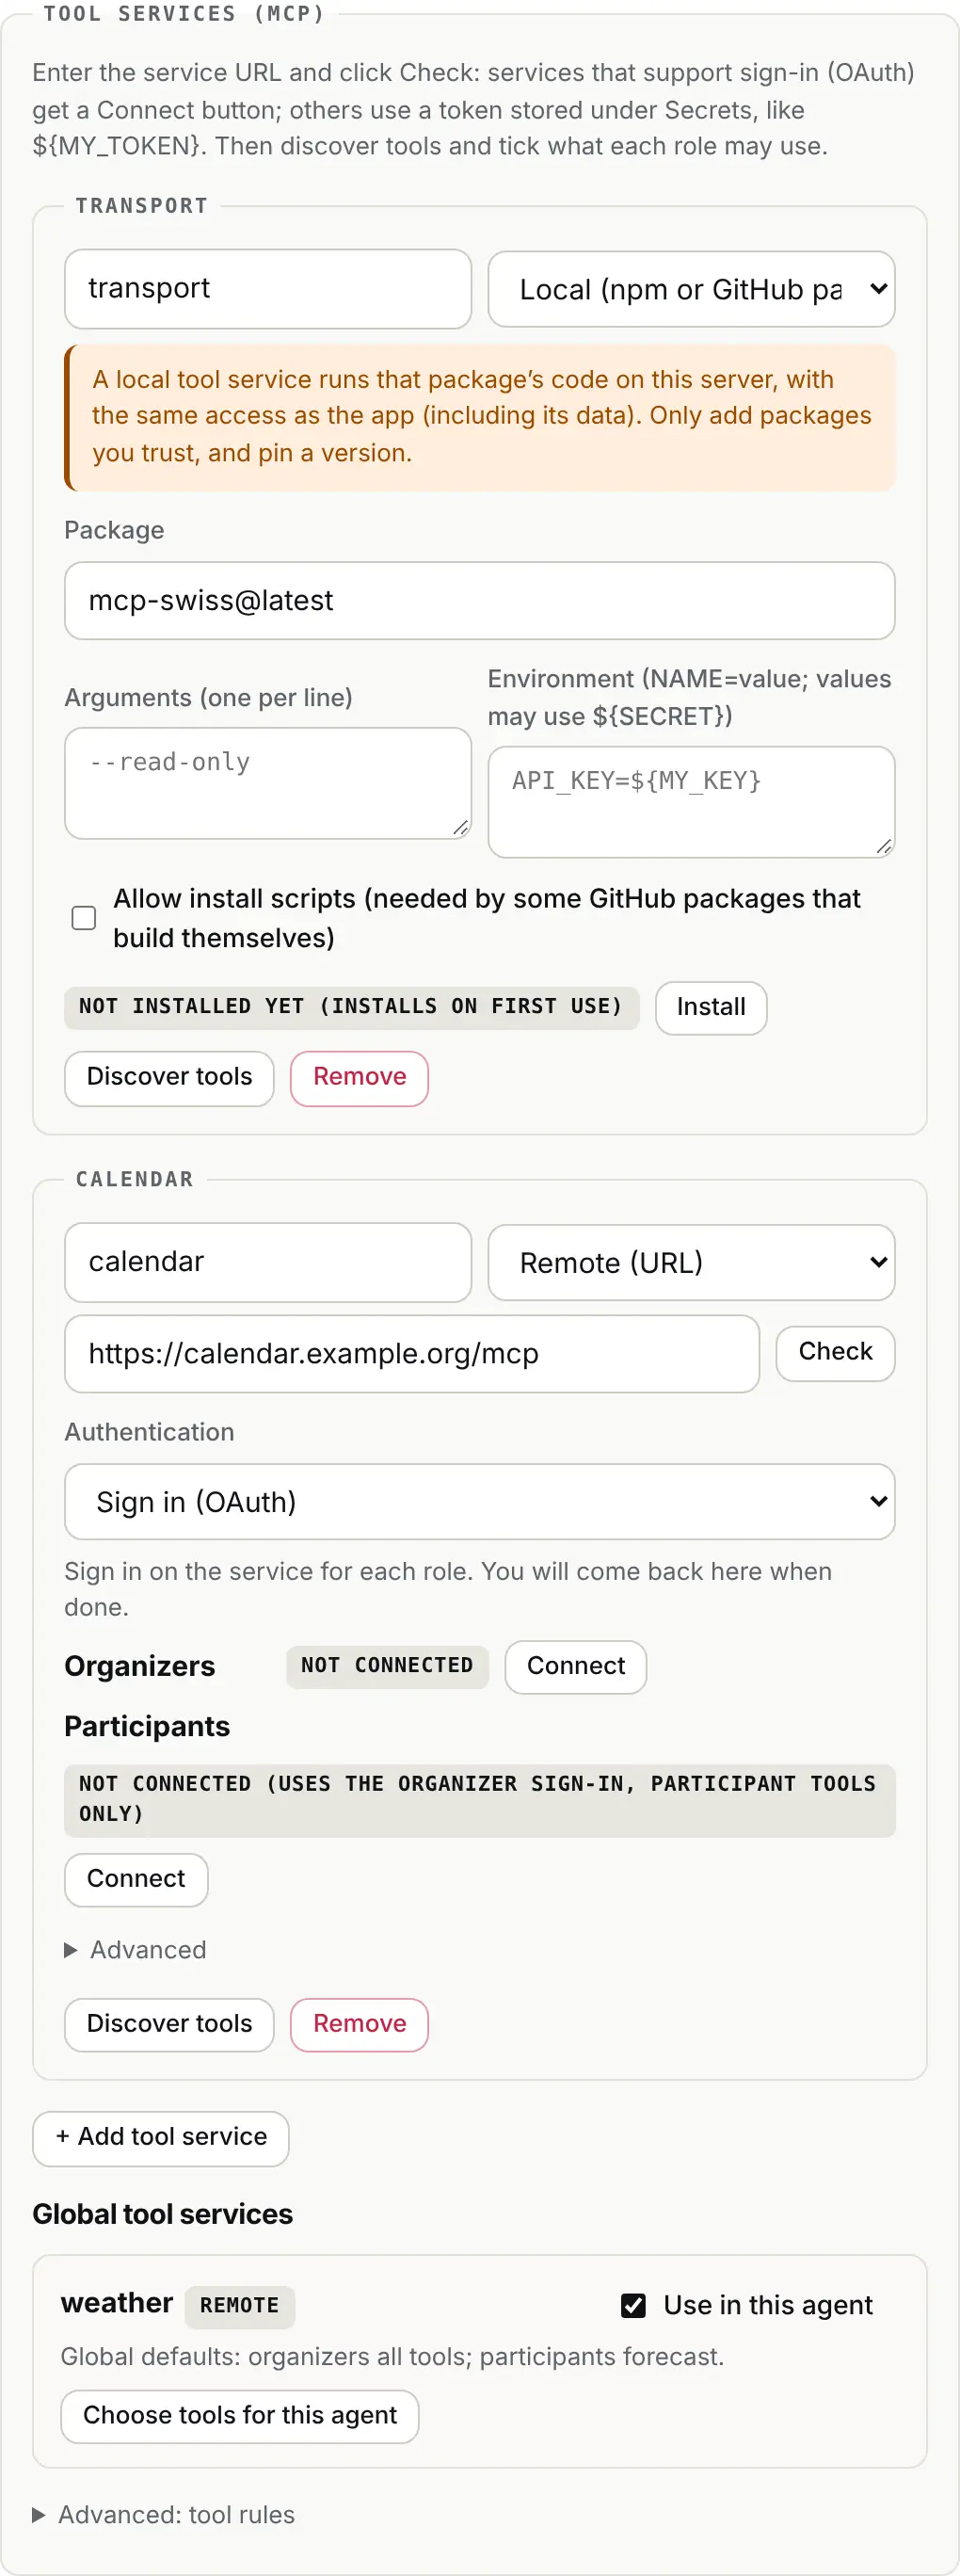 TOOL SERVICES (MCP)
Enter the service URL and click Check: services that support sign-in (OAuth)
get a Connect button; others use a token stored under Secrets, like
${MY_TOKEN}. Then discover tools and tick what each role may use.
TRANSPORT
transport
Local (npm or GitHub pa
A local tool service runs that package’s code on this server, with
the same access as the app (including its data). Only add packages
you trust, and pin a version.
Package
mcp-swiss@latest
Arguments (one per line)
--read-only
Environment (NAME=value; values
may use ${SECRET})
API_KEY=${MY_KEY}
Allow install scripts (needed by some GitHub packages that
build themselves)
NOT INSTALLED YET (INSTALLS ON FIRST USE)
Install
Discover tools
Remove
CALENDAR
calendar
Remote (URL)
https://calendar.example.org/mcp
Check
Authentication
Sign in (OAuth)
Sign in on the service for each role. You will come back here when
done.
Organizers
NOT CONNECTED
Connect
Participants
NOT CONNECTED (USES THE ORGANIZER SIGN-IN, PARTICIPANT TOOLS
ONLY)
Connect
Advanced
Discover tools
Remove
+ Add tool service
Global tool services
weather
REMOTE
Use in this agent
Global defaults: organizers all tools; participants forecast.
Choose tools for this agent
Advanced: tool rules